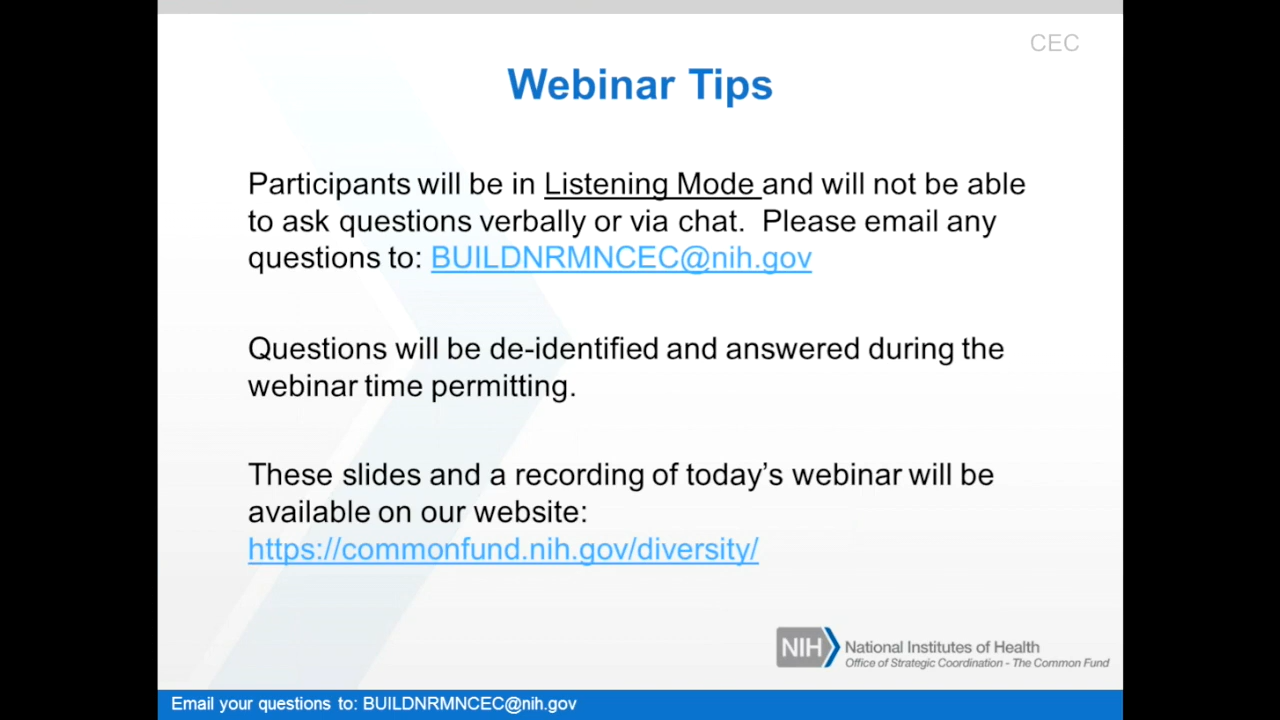 CEC
Webinar Tips
Participants will be in Listening Mode and will not be able
to ask questions verbally or via chat.  Please email any
questions to: BUILDNRMNCEC@nih.gov
Questions will be de-identified and answered during the
webinar time permitting.
These slides and a recording of today’s webinar will be
available on our website:
https://commonfund.nih.gov/diversity/
NIH National Institutes of Health
Office of Strategic Coordination - The Common Fund
Email your questions to: BUILDNRMNCEC@nih.gov